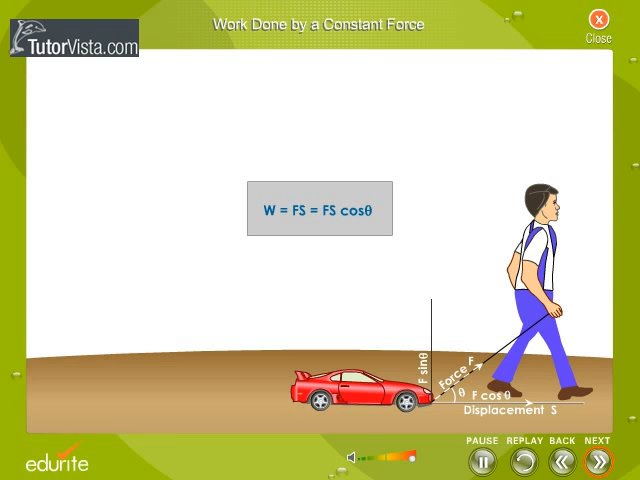 Work Done by a Constant Force
TutorVista.com
x
Close
W = FS = FS cosθ
F sinθ
Force F
θ
F cos θ
Displacement S
PAUSE REPLAY BACK NEXT
edurite